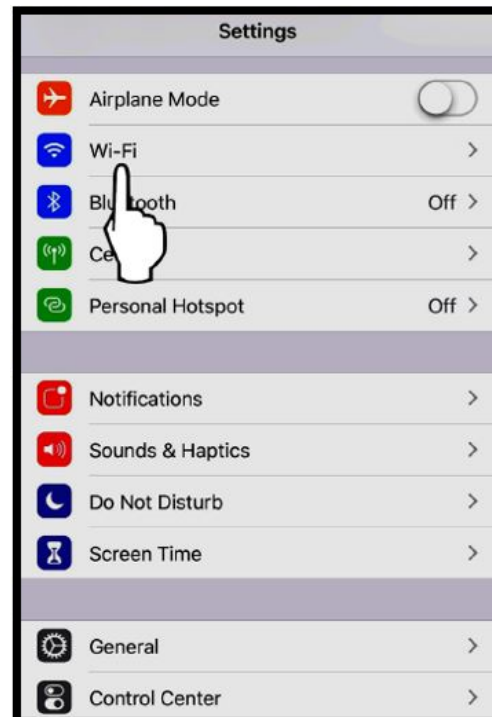 Settings
Airplane Mode
Wi-Fi
Off
Personal Hotspot Off
Notifications
Sounds & Haptics
Do Not Disturb
Screen Time
General
Control Center